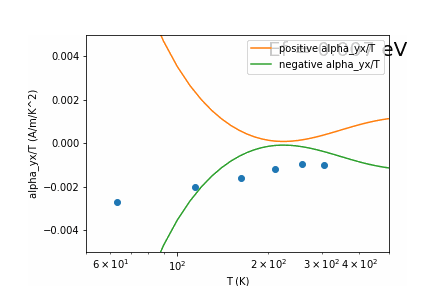 positive alpha_yx/T
negative alpha_yx/T
eV
0.004
0.002
0.000
−0.002
−0.004
alpha_yx/T (A/m/K^2)
6 × 10¹
10²
2 × 10²
3 × 10²
4 × 10²
T (K)